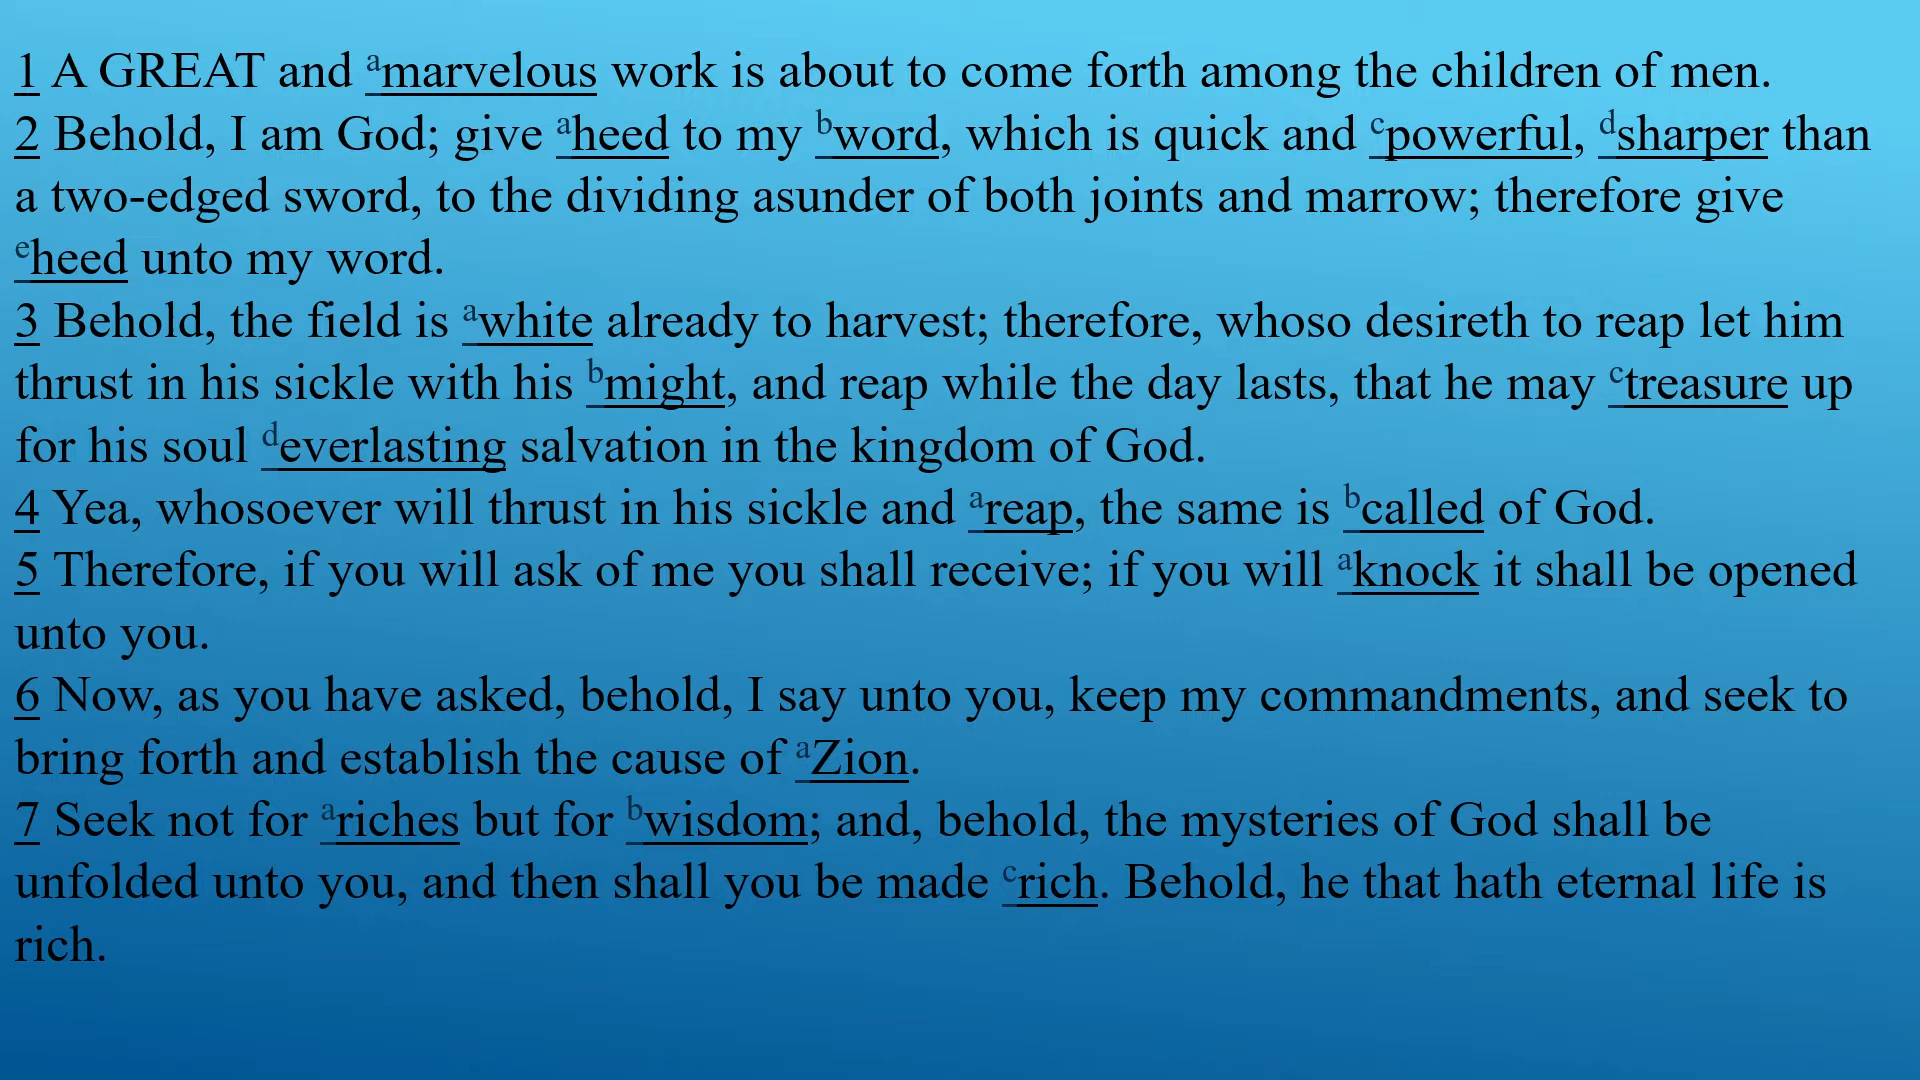 1 A GREAT and amarvelous work is about to come forth among the children of men.
2 Behold, I am God; give aheed to my bword, which is quick and cpowerful, dsharper than
a two-edged sword, to the dividing asunder of both joints and marrow; therefore give
eheed unto my word.
3 Behold, the field is awhite already to harvest; therefore, whoso desireth to reap let him
thrust in his sickle with his bmight, and reap while the day lasts, that he may ctreasure up
for his soul deverlasting salvation in the kingdom of God.
4 Yea, whosoever will thrust in his sickle and areap, the same is bcalled of God.
5 Therefore, if you will ask of me you shall receive; if you will aknock it shall be opened
unto you.
6 Now, as you have asked, behold, I say unto you, keep my commandments, and seek to
bring forth and establish the cause of aZion.
7 Seek not for ariches but for bwisdom; and, behold, the mysteries of God shall be
unfolded unto you, and then shall you be made crich. Behold, he that hath eternal life is
rich.